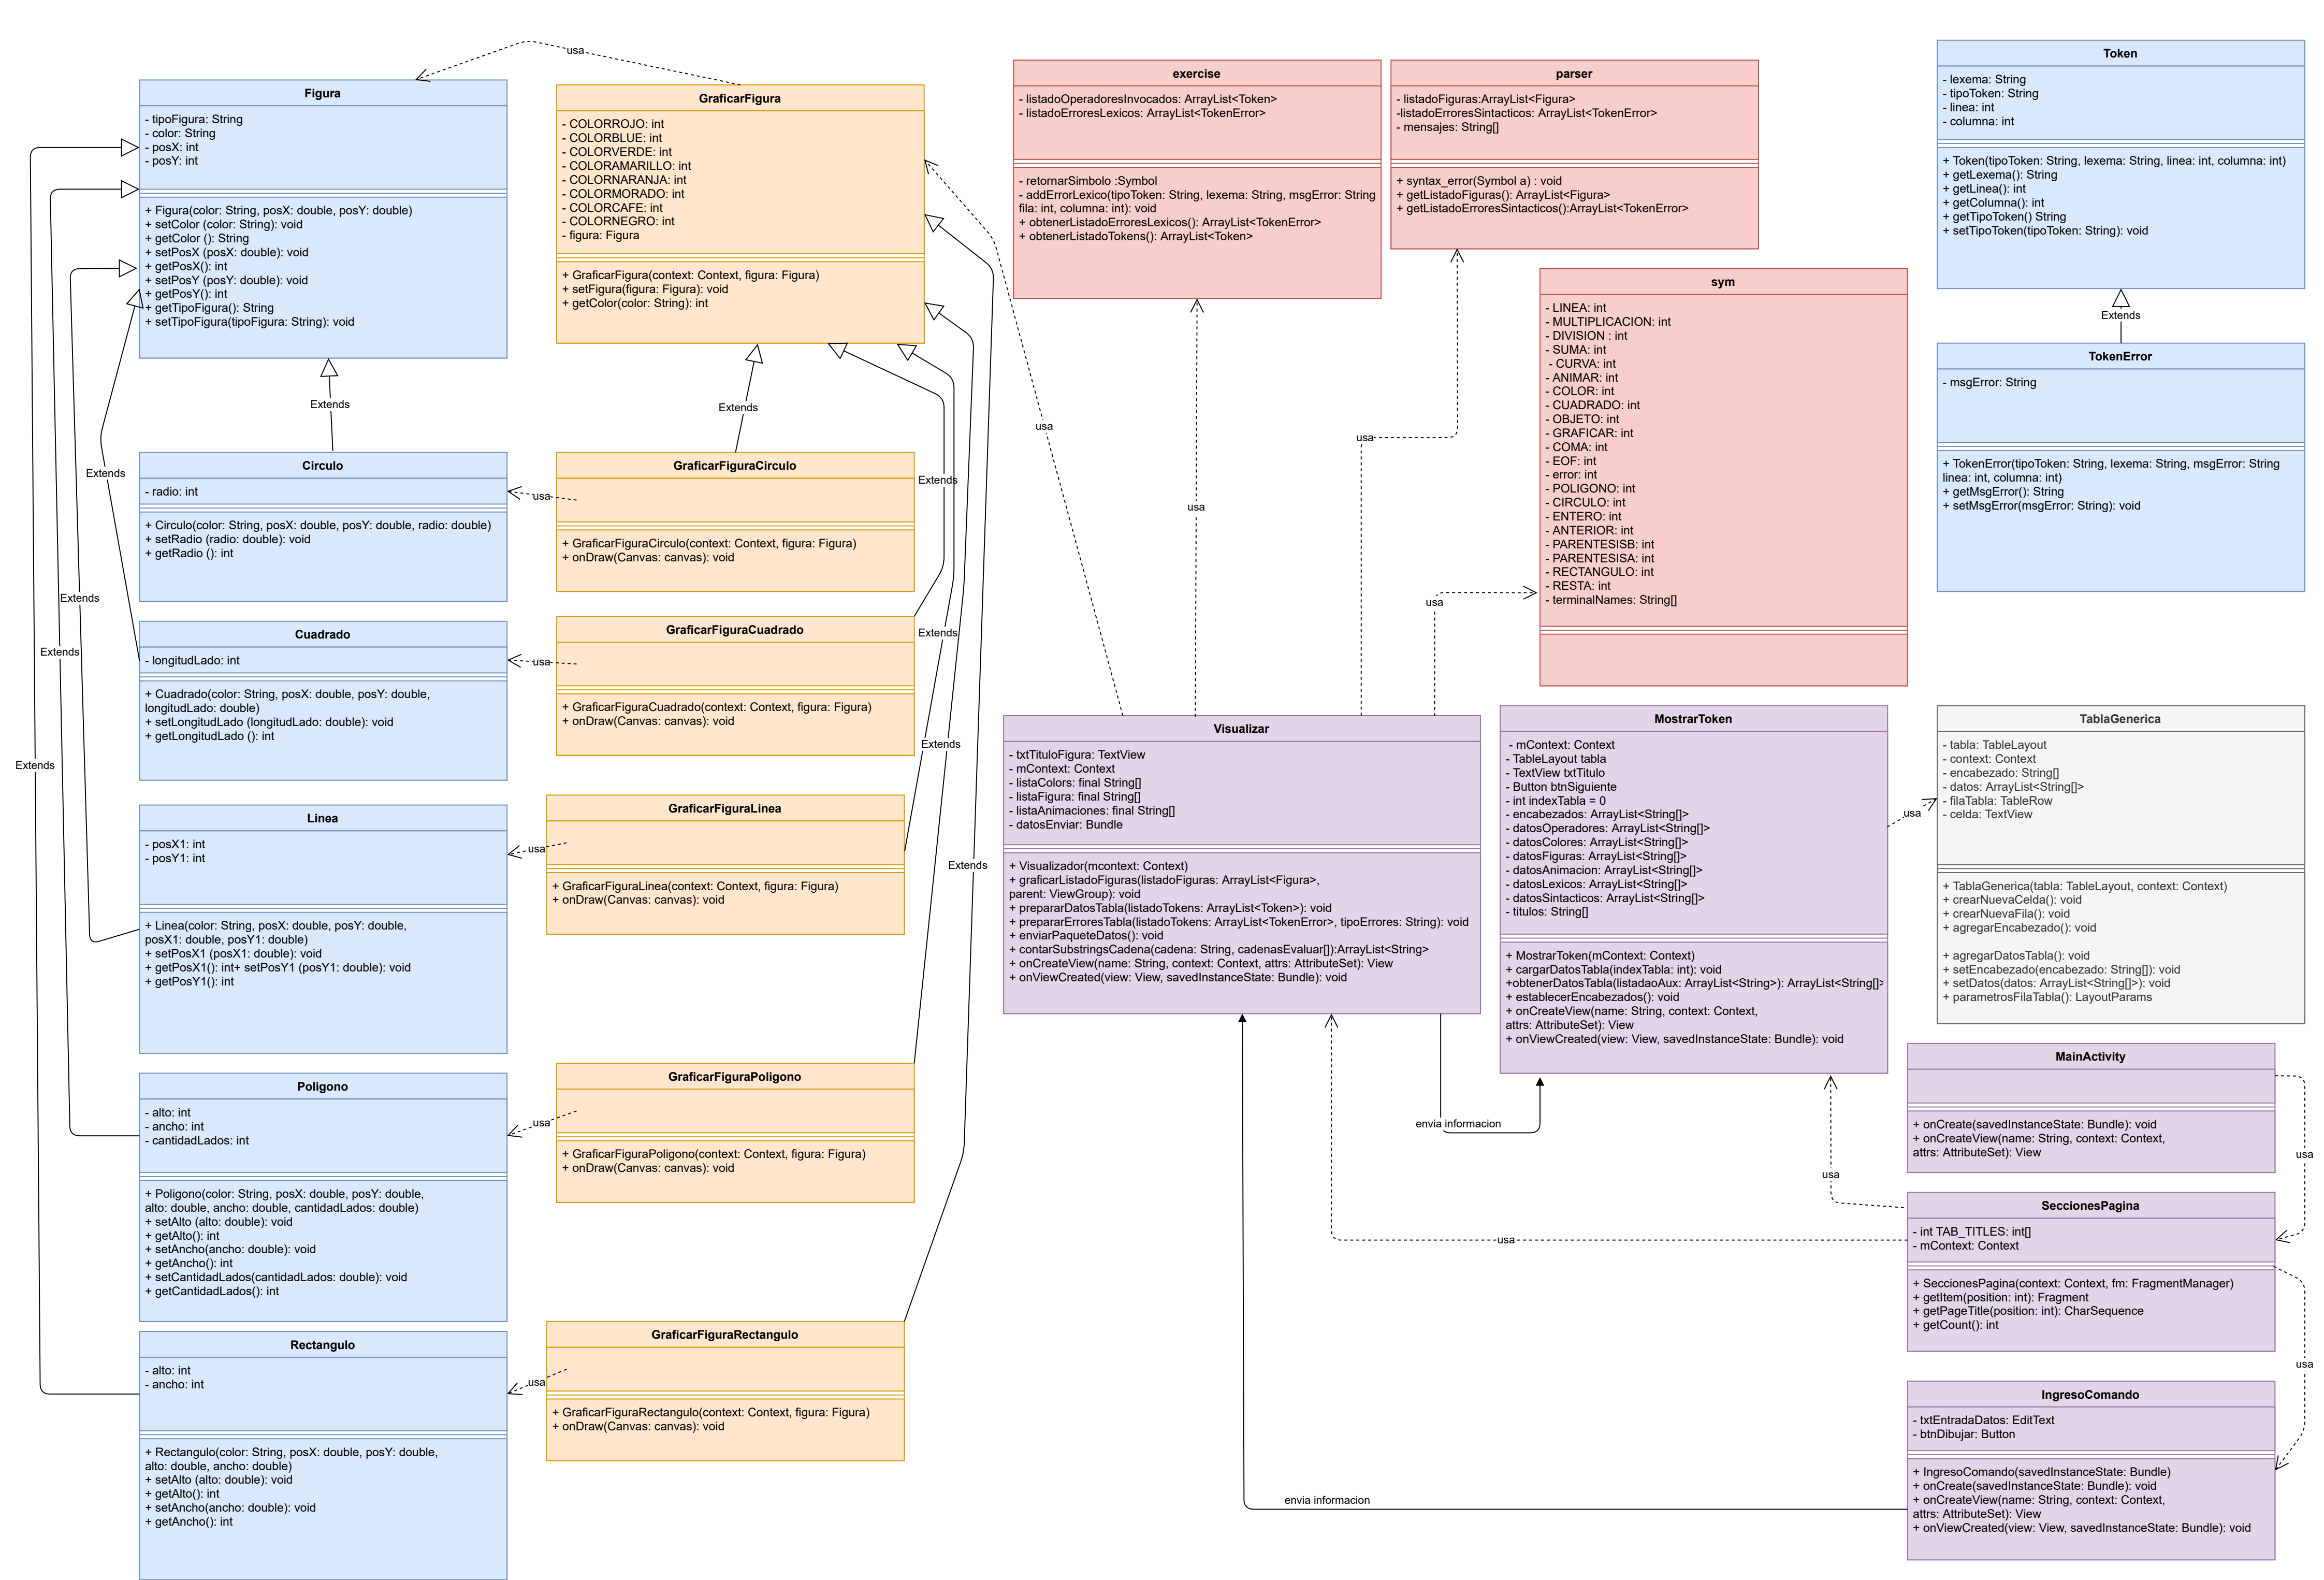 usa
Figura
- tipoFigura: String
- color: String
- posX: int
- posY: int
+ Figura(color: String, posX: double, posY: double)
+ setColor (color: String): void
+ getColor (): String
+ setPosX (posX: double): void
+ getPosX(): int
+ setPosY (posY: double): void
+ getPosY(): int
+ getTipoFigura(): String
+ setTipoFigura(tipoFigura: String): void
GraficarFigura
- COLORROJO: int
- COLORBLUE: int
- COLORVERDE: int
- COLORAMARILLO: int
- COLORNARANJA: int
- COLORMORADO: int
- COLORCAFE: int
- COLORNEGRO: int
- figura: Figura
+ GraficarFigura(context: Context, figura: Figura)
+ setFigura(figura: Figura): void
+ getColor(color: String): int
exercise
- listadoOperadoresInvocados: ArrayList<Token>
- listadoErroresLexicos: ArrayList<TokenError>
- retornarSimbolo :Symbol
- addErrorLexico(tipoToken: String, lexema: String, msgError: String
fila: int, columna: int): void
+ obtenerListadoErroresLexicos(): ArrayList<TokenError>
+ obtenerListadoTokens(): ArrayList<Token>
parser
- listadoFiguras:ArrayList<Figura>
-listadoErroresSintacticos: ArrayList<TokenError>
- mensajes: String[]
+ syntax_error(Symbol a) : void
+ getListadoFiguras(): ArrayList<Figura>
+ getListadoErroresSintacticos():ArrayList<TokenError>
Token
- lexema: String
- tipoToken: String
- linea: int
- columna: int
+ Token(tipoToken: String, lexema: String, linea: int, columna: int)
+ getLexema(): String
+ getLinea(): int
+ getColumna(): int
+ getTipoToken() String
+ setTipoToken(tipoToken: String): void
sym
- LINEA: int
- MULTIPLICACION: int
- DIVISION : int
- SUMA: int
- CURVA: int
- ANIMAR: int
- COLOR: int
- CUADRADO: int
- OBJETO: int
- GRAFICAR: int
- COMA: int
- EOF: int
- error: int
- POLIGONO: int
- CIRCULO: int
- ENTERO: int
- ANTERIOR: int
- PARENTESISB: int
- PARENTESISA: int
- RECTANGULO: int
- RESTA: int
- terminalNames: String[]
Extends
TokenError
- msgError: String
+ TokenError(tipoToken: String, lexema: String, msgError: String
linea: int, columna: int)
+ getMsgError(): String
+ setMsgError(msgError: String): void
Extends
Extends
Extends
Extends
Extends
Extends
Extends
Extends
Extends
Extends
usa
usa
usa
usa
Circulo
- radio: int
+ Circulo(color: String, posX: double, posY: double, radio: double)
+ setRadio (radio: double): void
+ getRadio (): int
usa
GraficarFiguraCirculo
+ GraficarFiguraCirculo(context: Context, figura: Figura)
+ onDraw(Canvas: canvas): void
Cuadrado
- longitudLado: int
+ Cuadrado(color: String, posX: double, posY: double,
longitudLado: double)
+ setLongitudLado (longitudLado: double): void
+ getLongitudLado (): int
usa
GraficarFiguraCuadrado
+ GraficarFiguraCuadrado(context: Context, figura: Figura)
+ onDraw(Canvas: canvas): void
Linea
- posX1: int
- posY1: int
+ Linea(color: String, posX: double, posY: double,
posX1: double, posY1: double)
+ setPosX1 (posX1: double): void
+ getPosX1(): int+ setPosY1 (posY1: double): void
+ getPosY1(): int
usa
GraficarFiguraLinea
+ GraficarFiguraLinea(context: Context, figura: Figura)
+ onDraw(Canvas: canvas): void
Poligono
- alto: int
- ancho: int
- cantidadLados: int
+ Poligono(color: String, posX: double, posY: double,
alto: double, ancho: double, cantidadLados: double)
+ setAlto (alto: double): void
+ getAlto(): int
+ setAncho(ancho: double): void
+ getAncho(): int
+ setCantidadLados(cantidadLados: double): void
+ getCantidadLados(): int
usa
GraficarFiguraPoligono
+ GraficarFiguraPoligono(context: Context, figura: Figura)
+ onDraw(Canvas: canvas): void
Rectangulo
- alto: int
- ancho: int
+ Rectangulo(color: String, posX: double, posY: double,
alto: double, ancho: double)
+ setAlto (alto: double): void
+ getAlto(): int
+ setAncho(ancho: double): void
+ getAncho(): int
usa
GraficarFiguraRectangulo
+ GraficarFiguraRectangulo(context: Context, figura: Figura)
+ onDraw(Canvas: canvas): void
Visualizar
- txtTituloFigura: TextView
- mContext: Context
- listaColors: final String[]
- listaFigura: final String[]
- listaAnimaciones: final String[]
- datosEnviar: Bundle
+ Visualizador(mcontext: Context)
+ graficarListadoFiguras(listadoFiguras: ArrayList<Figura>,
parent: ViewGroup): void
+ prepararDatosTabla(listadoTokens: ArrayList<Token>): void
+ prepararErroresTabla(listadoTokens: ArrayList<TokenError>, tipoErrores: String): void
+ enviarPaqueteDatos(): void
+ contarSubstringsCadena(cadena: String, cadenasEvaluar[]):ArrayList<String>
+ onCreateView(name: String, context: Context, attrs: AttributeSet): View
+ onViewCreated(view: View, savedInstanceState: Bundle): void
MostrarToken
- mContext: Context
- TableLayout tabla
- TextView txtTitulo
- Button btnSiguiente
- int indexTabla = 0
- encabezados: ArrayList<String[]>
- datosOperadores: ArrayList<String[]>
- datosColores: ArrayList<String[]>
- datosFiguras: ArrayList<String[]>
- datosAnimacion: ArrayList<String[]>
- datosLexicos: ArrayList<String[]>
- datosSintacticos: ArrayList<String[]>
- titulos: String[]
+ MostrarToken(mContext: Context)
+ cargarDatosTabla(indexTabla: int): void
+obtenerDatosTabla(listadaoAux: ArrayList<String>): ArrayList<String[]>
+ establecerEncabezados(): void
+ onCreateView(name: String, context: Context,
attrs: AttributeSet): View
+ onViewCreated(view: View, savedInstanceState: Bundle): void
usa
TablaGenerica
- tabla: TableLayout
- context: Context
- encabezado: String[]
- datos: ArrayList<String[]>
- filaTabla: TableRow
- celda: TextView
+ TablaGenerica(tabla: TableLayout, context: Context)
+ crearNuevaCelda(): void
+ crearNuevaFila(): void
+ agregarEncabezado(): void
+ agregarDatosTabla(): void
+ setEncabezado(encabezado: String[]): void
+ setDatos(datos: ArrayList<String[]>): void
+ parametrosFilaTabla(): LayoutParams
envia informacion
MainActivity
+ onCreate(savedInstanceState: Bundle): void
+ onCreateView(name: String, context: Context,
attrs: AttributeSet): View
usa
usa
usa
SeccionesPagina
- int TAB_TITLES: int[]
- mContext: Context
+ SeccionesPagina(context: Context, fm: FragmentManager)
+ getItem(position: int): Fragment
+ getPageTitle(position: int): CharSequence
+ getCount(): int
usa
IngresoComando
- txtEntradaDatos: EditText
- btnDibujar: Button
+ IngresoComando(savedInstanceState: Bundle)
+ onCreate(savedInstanceState: Bundle): void
+ onCreateView(name: String, context: Context,
attrs: AttributeSet): View
+ onViewCreated(view: View, savedInstanceState: Bundle): void
envia informacion